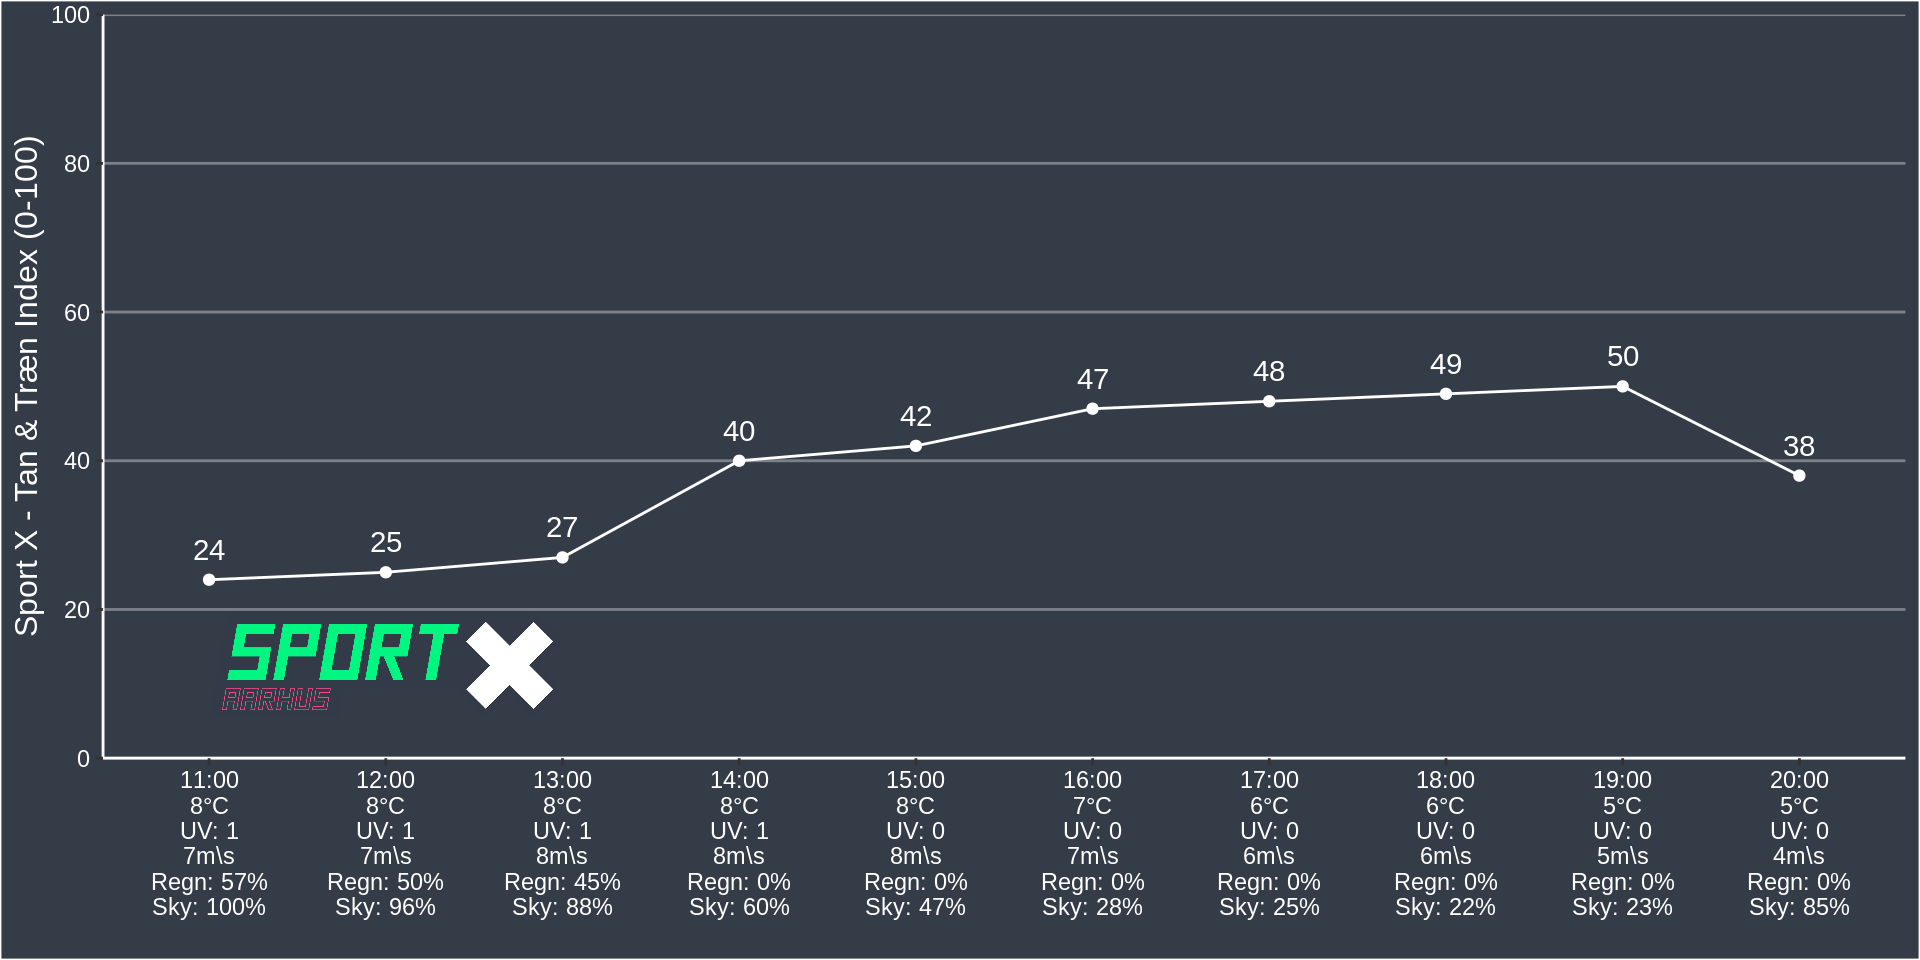 Sport X - Tan & Træn Index (0-100)
100
80
60
40
20
0
24
25
27
40
42
47
48
49
50
38
SPORT X
AARHUS
11:00 12:00 13:00 14:00 15:00 16:00 17:00 18:00 19:00 20:00
8°C 8°C 8°C 8°C 8°C 7°C 6°C 6°C 5°C 5°C
UV: 1 UV: 1 UV: 1 UV: 1 UV: 0 UV: 0 UV: 0 UV: 0 UV: 0 UV: 0
7m\s 7m\s 8m\s 8m\s 8m\s 7m\s 6m\s 6m\s 5m\s 4m\s
Regn: 57% Regn: 50% Regn: 45% Regn: 0% Regn: 0% Regn: 0% Regn: 0% Regn: 0% Regn: 0% Regn: 0%
Sky: 100% Sky: 96% Sky: 88% Sky: 60% Sky: 47% Sky: 28% Sky: 25% Sky: 22% Sky: 23% Sky: 85%